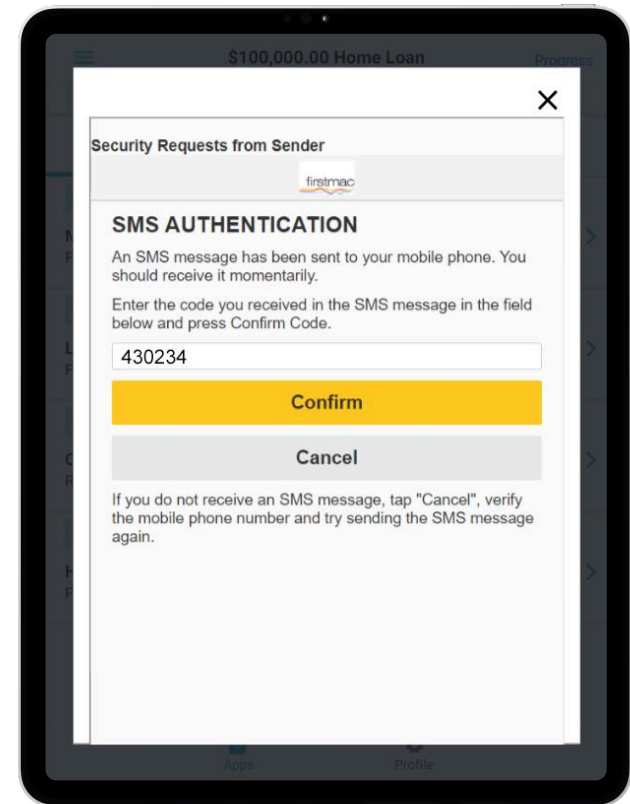 $100,000.00 Home Loan
Progress
Security Requests from Sender
firstmac
SMS AUTHENTICATION
An SMS message has been sent to your mobile phone. You
should receive it momentarily.
Enter the code you received in the SMS message in the field
below and press Confirm Code.
430234
Confirm
Cancel
If you do not receive an SMS message, tap "Cancel", verify
the mobile phone number and try sending the SMS message
again.
Apps
Profile